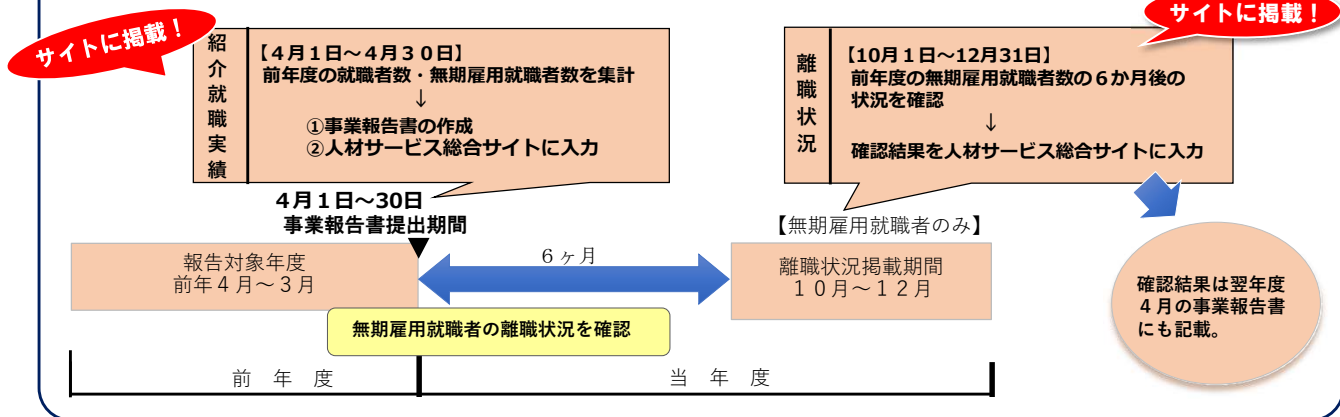 サイトに掲載！
紹介就職実績
【４月１日～４月３０日】
前年度の就職者数・無期雇用就職者数を集計
↓
①事業報告書の作成
②人材サービス総合サイトに入力
サイトに掲載！
離職状況
【10月１日～12月31日】
前年度の無期雇用就職者数の６か月後の
状況を確認
↓
確認結果を人材サービス総合サイトに入力
４月１日～30日
事業報告書提出期間
【無期雇用就職者のみ】
報告対象年度
前年４月～３月
６ヶ月
離職状況掲載期間
１０月～１２月
確認結果は翌年度
４月の事業報告書
にも記載。
無期雇用就職者の離職状況を確認
前　年　度
当　年　度